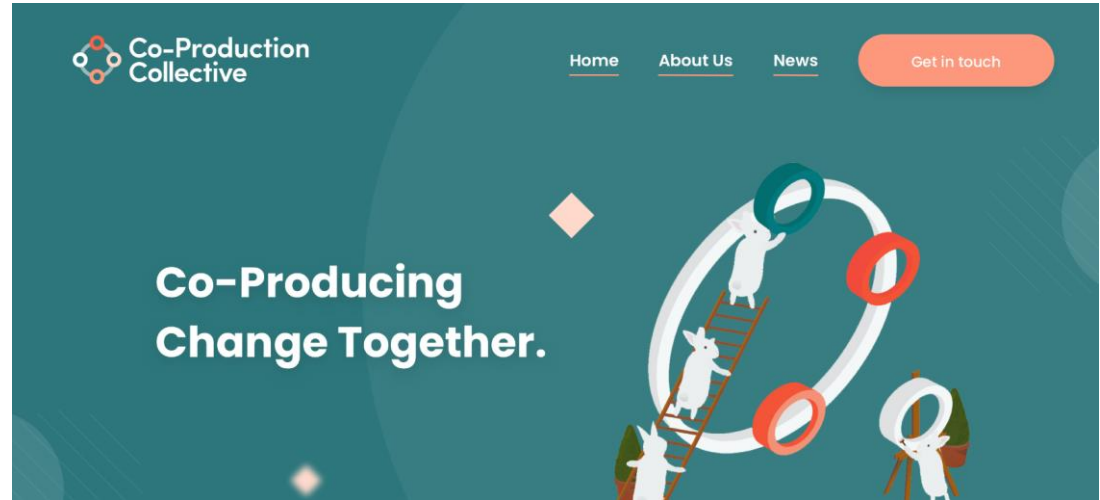 Co-Production
Collective
Home
About Us
News
Get in touch
Co-Producing
Change Together.